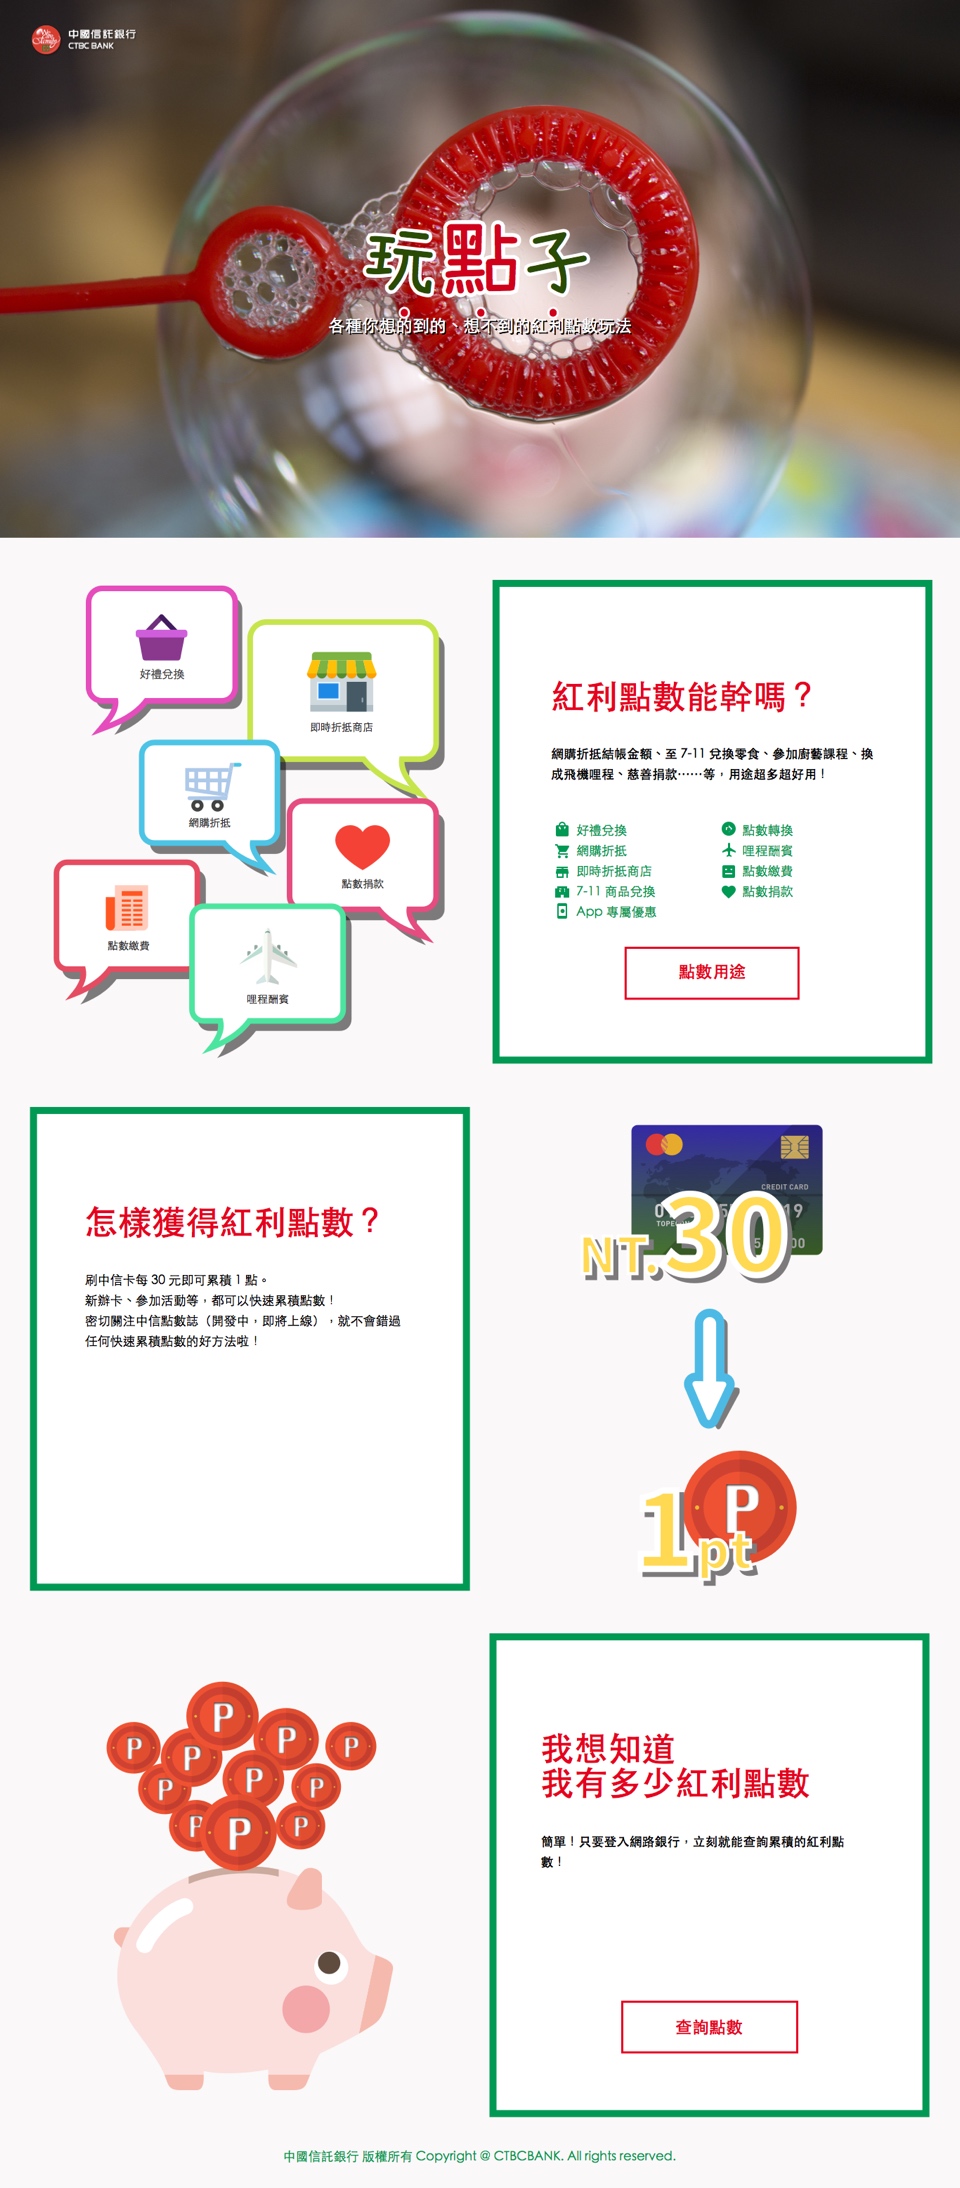 中國信託銀行
CTBC BANK
玩點子
各種你想的到的、想不到的紅利點數玩法
好禮兌換
即時折抵商店
網購折抵
點數捐款
點數繳費
哩程酬賓
紅利點數能幹嗎？
網購折抵結帳金額、至 7-11 兌換零食、參加廚藝課程、換
成飛機哩程、慈善捐款⋯⋯等，用途超多超好用！
好禮兌換
網購折抵
即時折抵商店
7-11 商品兌換
App 專屬優惠
點數轉換
哩程酬賓
點數繳費
點數捐款
點數用途
怎樣獲得紅利點數？
刷中信卡每 30 元即可累積 1 點。
新辦卡、參加活動等，都可以快速累積點數！
密切關注中信點數誌（開發中，即將上線），就不會錯過
任何快速累積點數的好方法啦！
CREDIT CARD
NT.30
P
1pt
P
P
P
P
P
P
P
P
P
P
P
我想知道
我有多少紅利點數
簡單！只要登入網路銀行，立刻就能查詢累積的紅利點
數！
查詢點數
中國信託銀行 版權所有 Copyright @ CTBCBANK. All rights reserved.